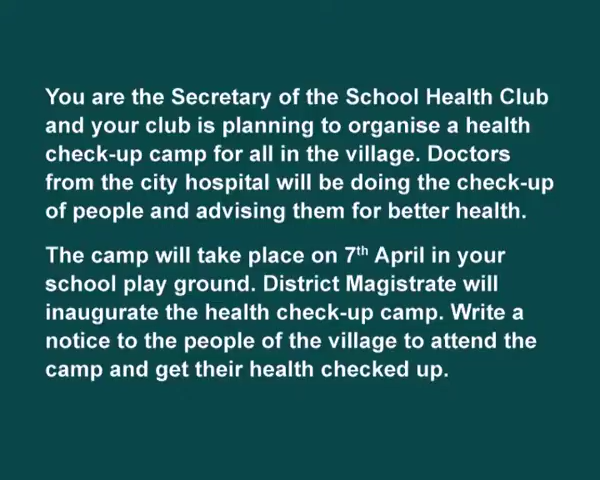 You are the Secretary of the School Health Club
and your club is planning to organise a health
check-up camp for all in the village. Doctors
from the city hospital will be doing the check-up
of people and advising them for better health.
The camp will take place on 7th April in your
school play ground. District Magistrate will
inaugurate the health check-up camp. Write a
notice to the people of the village to attend the
camp and get their health checked up.